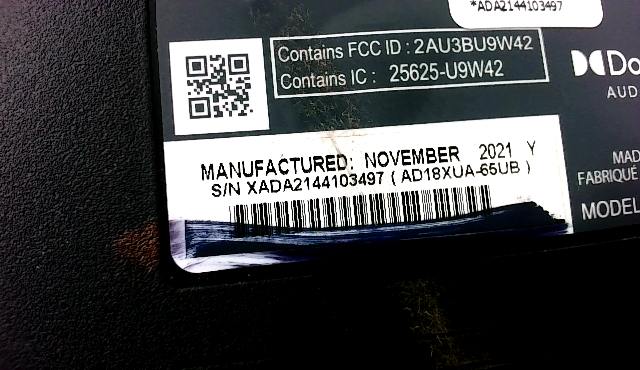 *ADA2144103497
Contains FCC ID : 2AU3BU9W42
Contains IC : 25625-U9W42
AUD
MANUFACTURED: NOVEMBER 2021 Y
S/N XADA2144103497 ( AD18XUA-65UB )
MAD
FABRIQUÉ
MODEL